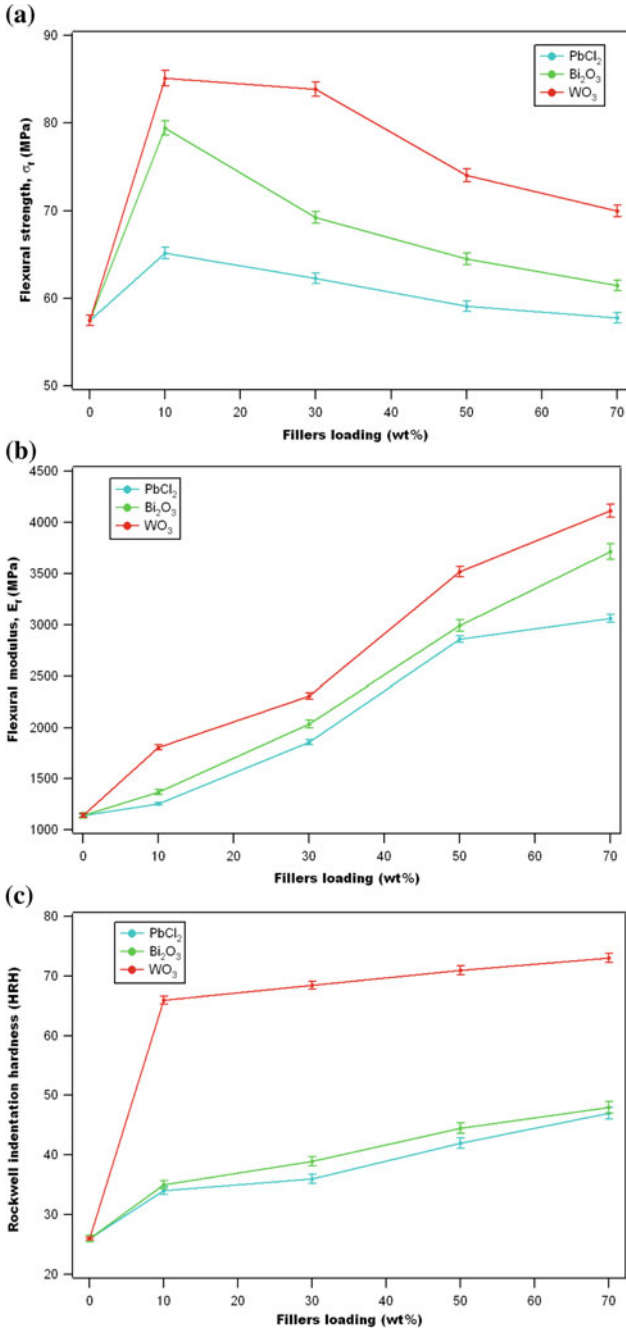 (a)
90
80
70
60
50
Flexural strength, σf (MPa)
PbCl₂
Bi₂O₃
WO₃
0 10 20 30 40 50 60 70
Fillers loading (wt%)
(b)
4500
4000
3500
3000
2500
2000
1500
1000
Flexural modulus, Ef (MPa)
PbCl₂
Bi₂O₃
WO₃
0 10 20 30 40 50 60 70
Fillers loading (wt%)
(c)
80
70
60
50
40
30
20
Rockwell indentation hardness (HRH)
PbCl₂
Bi₂O₃
WO₃
0 10 20 30 40 50 60 70
Fillers loading (wt%)